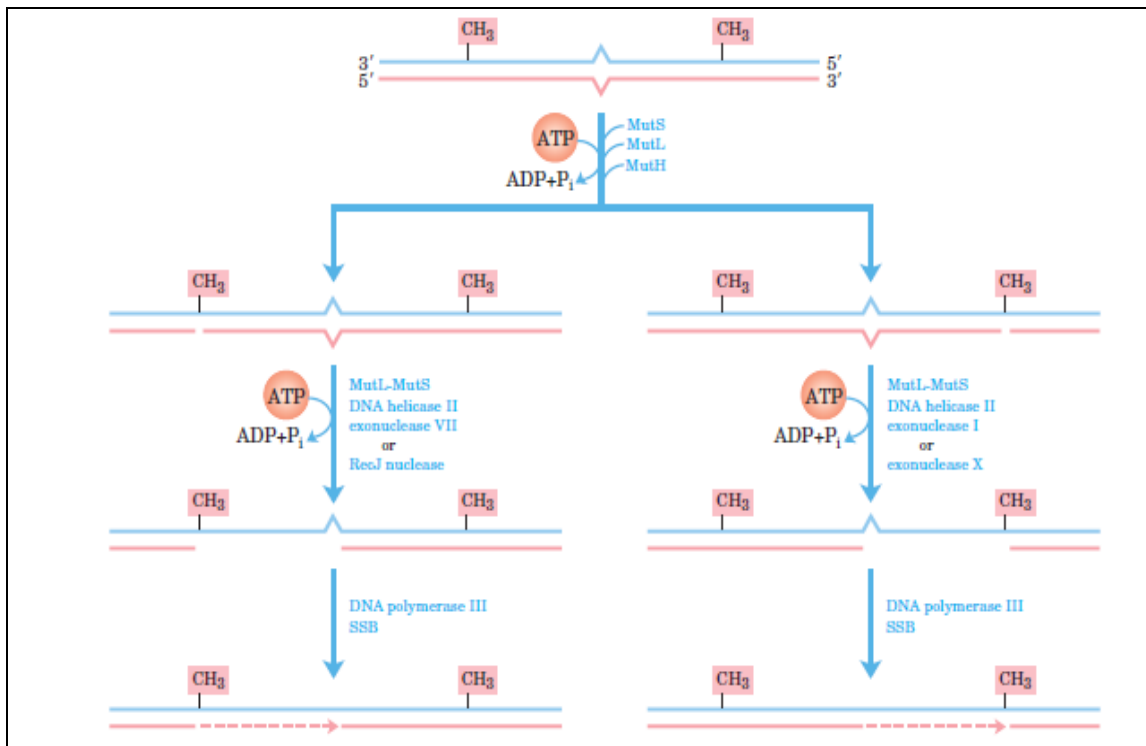 CH3 CH3
3′ 5′
5′ 3′
ATP MutS
MutL
ADP+Pi MutH
CH3 CH3 CH3 CH3
MutL-MutS
ATP DNA helicase II
exonuclease VII
ADP+Pi or
RecJ nuclease
MutL-MutS
ATP DNA helicase II
exonuclease I
ADP+Pi or
exonuclease X
CH3 CH3 CH3 CH3
DNA polymerase III
SSB
DNA polymerase III
SSB
CH3 CH3 CH3 CH3